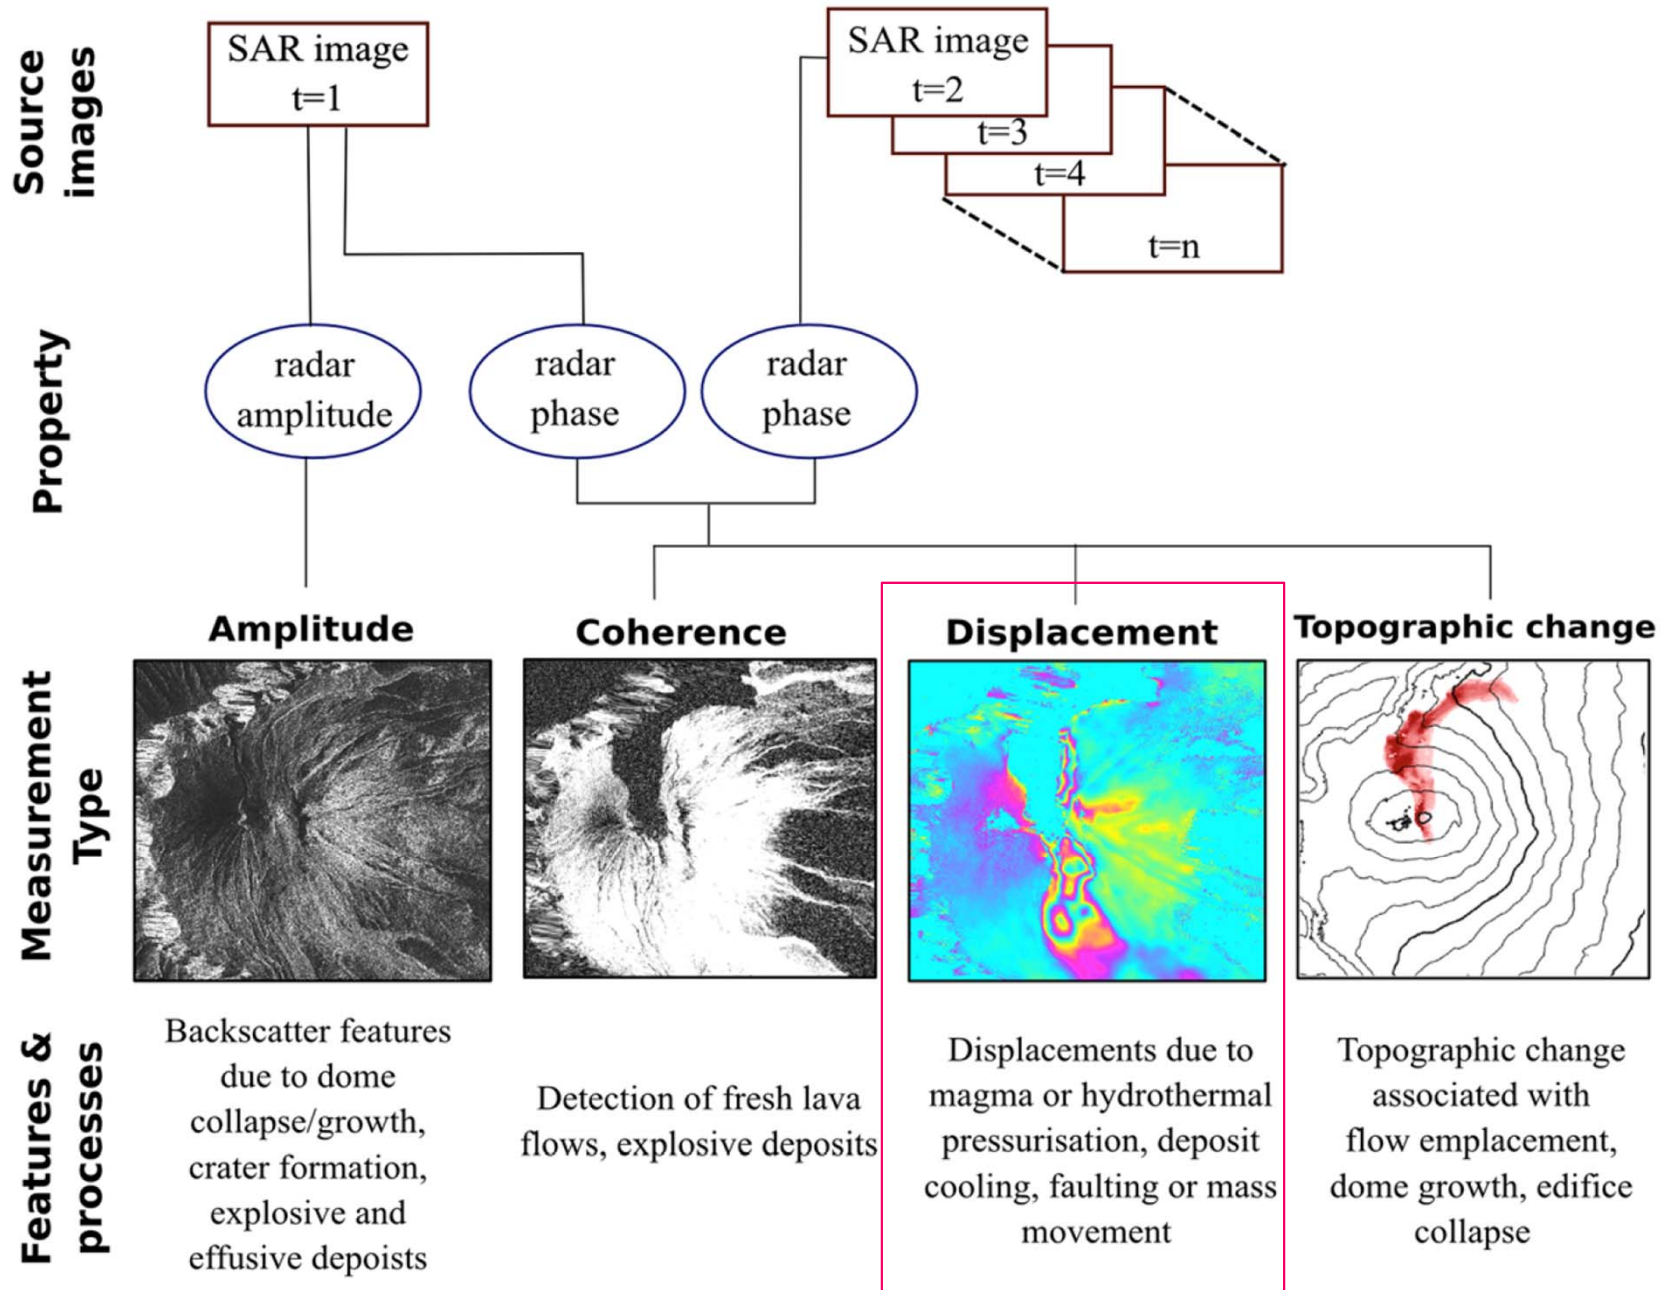 Source
images
SAR image
t=1
SAR image
t=2
t=3
t=4
t=n
Property
radar
amplitude
radar
phase
radar
phase
Measurement
Type
Amplitude
Coherence
Displacement
Topographic change
Features &
processes
Backscatter features
due to dome
collapse/growth,
crater formation,
explosive and
effusive depoists
Detection of fresh lava
flows, explosive deposits
Displacements due to
magma or hydrothermal
pressurisation, deposit
cooling, faulting or mass
movement
Topographic change
associated with
flow emplacement,
dome growth, edifice
collapse